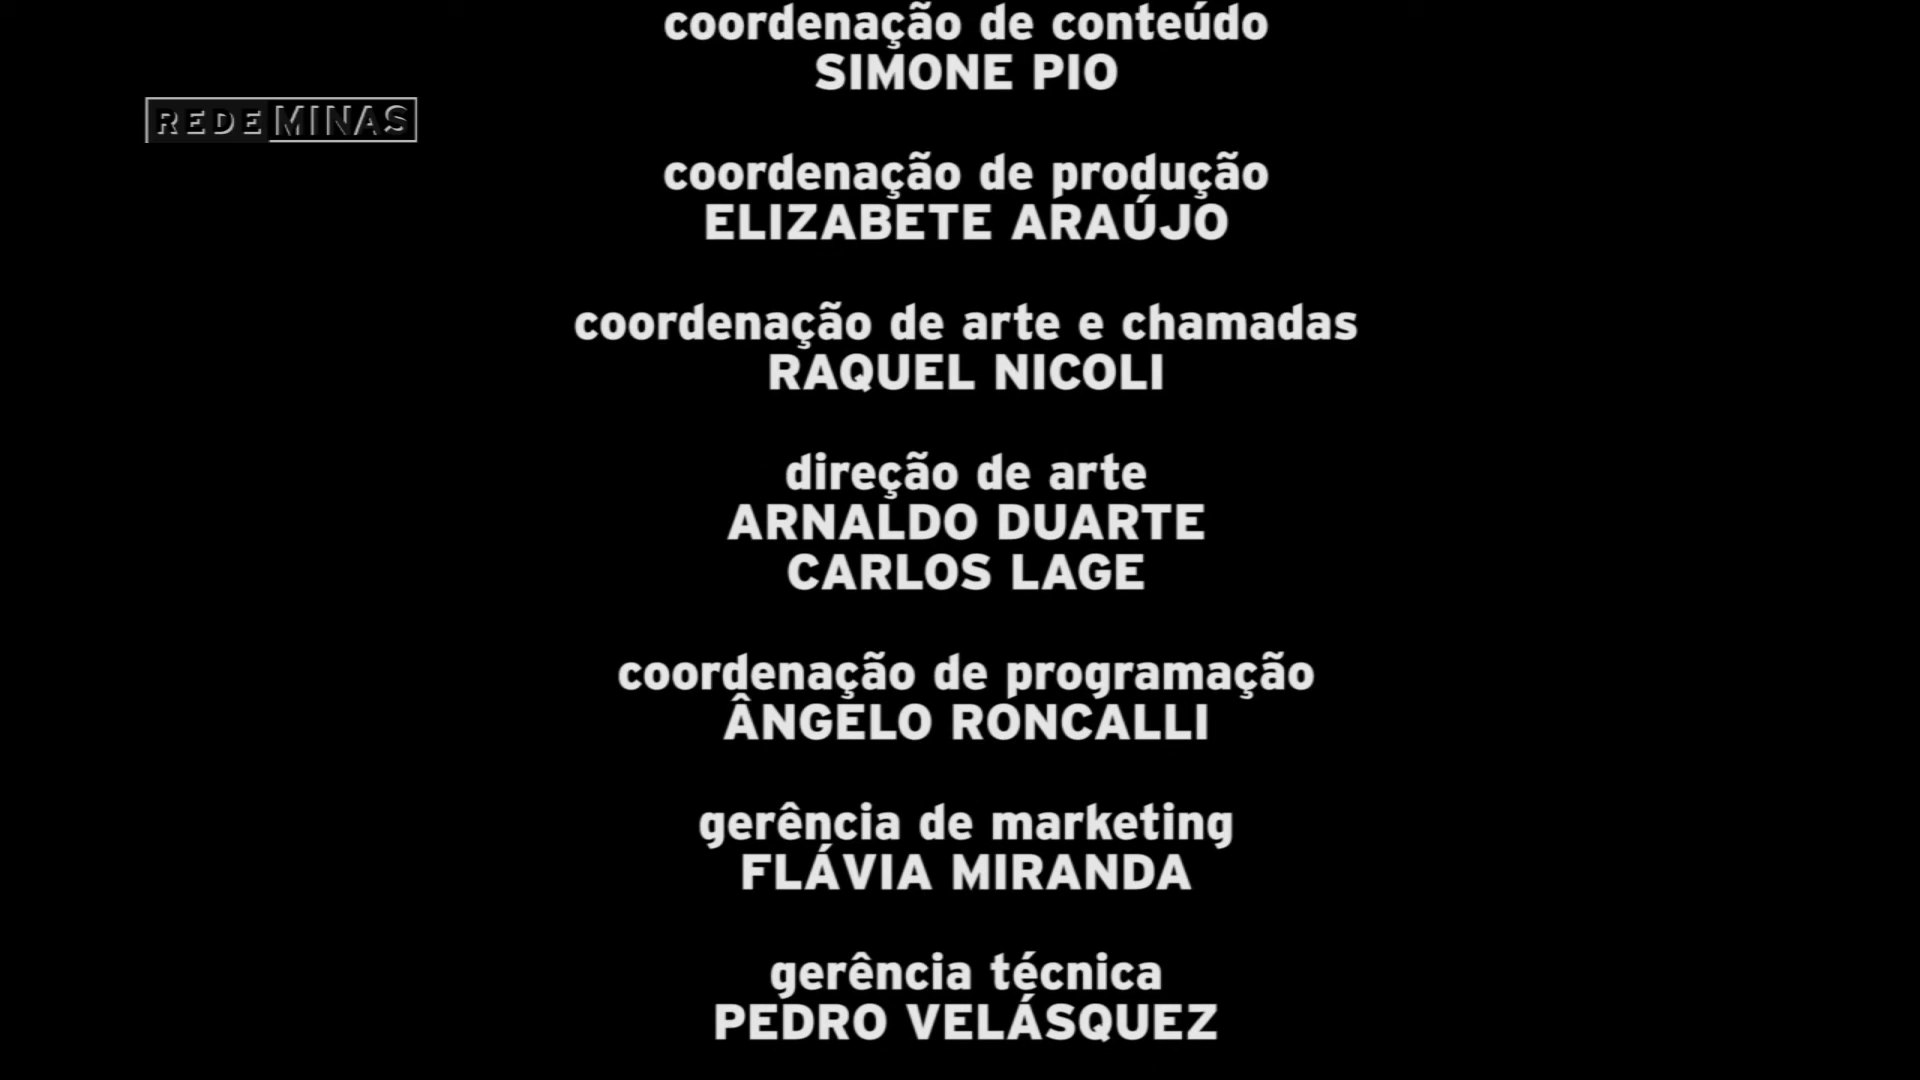 coordenação de conteúdo
SIMONE PIO
REDE MINAS
coordenação de produção
ELIZABETE ARAÚJO
coordenação de arte e chamadas
RAQUEL NICOLI
direção de arte
ARNALDO DUARTE
CARLOS LAGE
coordenação de programação
ÂNGELO RONCALLI
gerência de marketing
FLÁVIA MIRANDA
gerência técnica
PEDRO VELÁSQUEZ